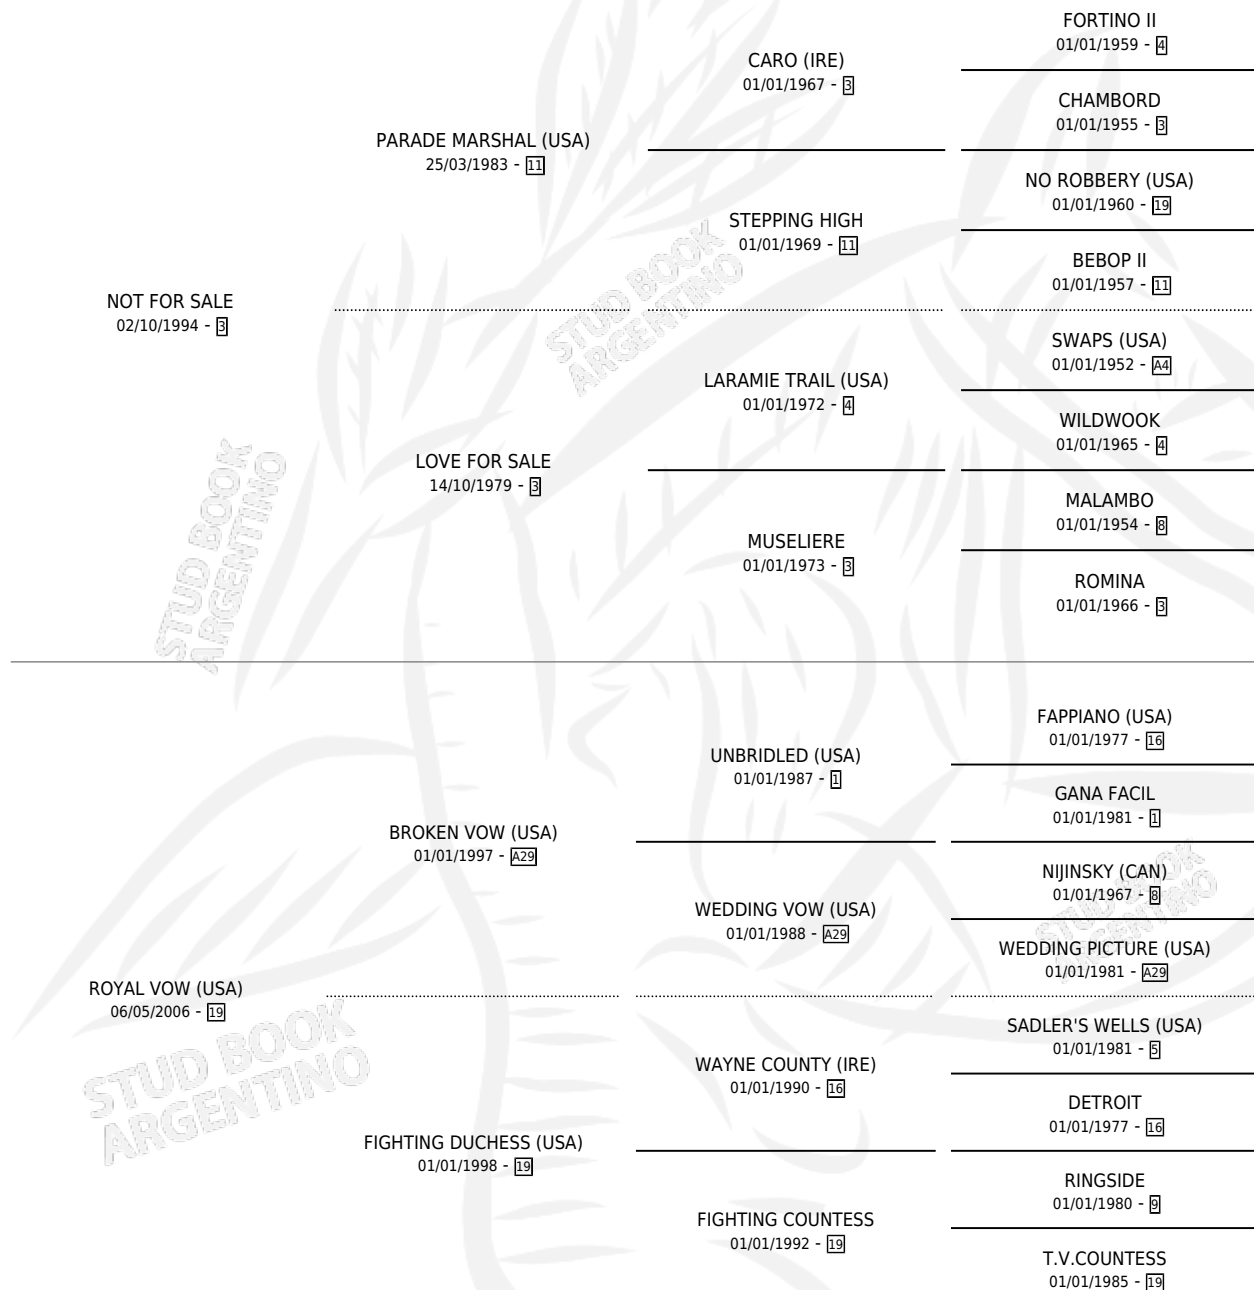 FORTINO II
01/01/1959 - 4
CARO (IRE)
01/01/1967 - 3
CHAMBORD
01/01/1955 - 3
PARADE MARSHAL (USA)
25/03/1983 - 11
NO ROBBERY (USA)
01/01/1960 - 19
STEPPING HIGH
01/01/1969 - 11
BEBOP II
01/01/1957 - 11
NOT FOR SALE
02/10/1994 - 3
SWAPS (USA)
01/01/1952 - A4
LARAMIE TRAIL (USA)
01/01/1972 - 4
WILDWOOK
01/01/1965 - 4
LOVE FOR SALE
14/10/1979 - 3
MALAMBO
01/01/1954 - 8
MUSELIERE
01/01/1973 - 3
ROMINA
01/01/1966 - 3
FAPPIANO (USA)
01/01/1977 - 16
UNBRIDLED (USA)
01/01/1987 - 1
GANA FACIL
01/01/1981 - 1
BROKEN VOW (USA)
01/01/1997 - A29
NIJINSKY (CAN)
01/01/1967 - 8
WEDDING VOW (USA)
01/01/1988 - A29
WEDDING PICTURE (USA)
01/01/1981 - A29
ROYAL VOW (USA)
06/05/2006 - 19
SADLER'S WELLS (USA)
01/01/1981 - 5
WAYNE COUNTY (IRE)
01/01/1990 - 16
DETROIT
01/01/1977 - 16
FIGHTING DUCHESS (USA)
01/01/1998 - 19
RINGSIDE
01/01/1980 - 9
FIGHTING COUNTESS
01/01/1992 - 19
T.V.COUNTESS
01/01/1985 - 19
STUD BOOK
ARGENTINO
STUD BOOK
ARGENTINO
STUD BOOK
ARGENTINO
STUD BOOK
ARGENTINO